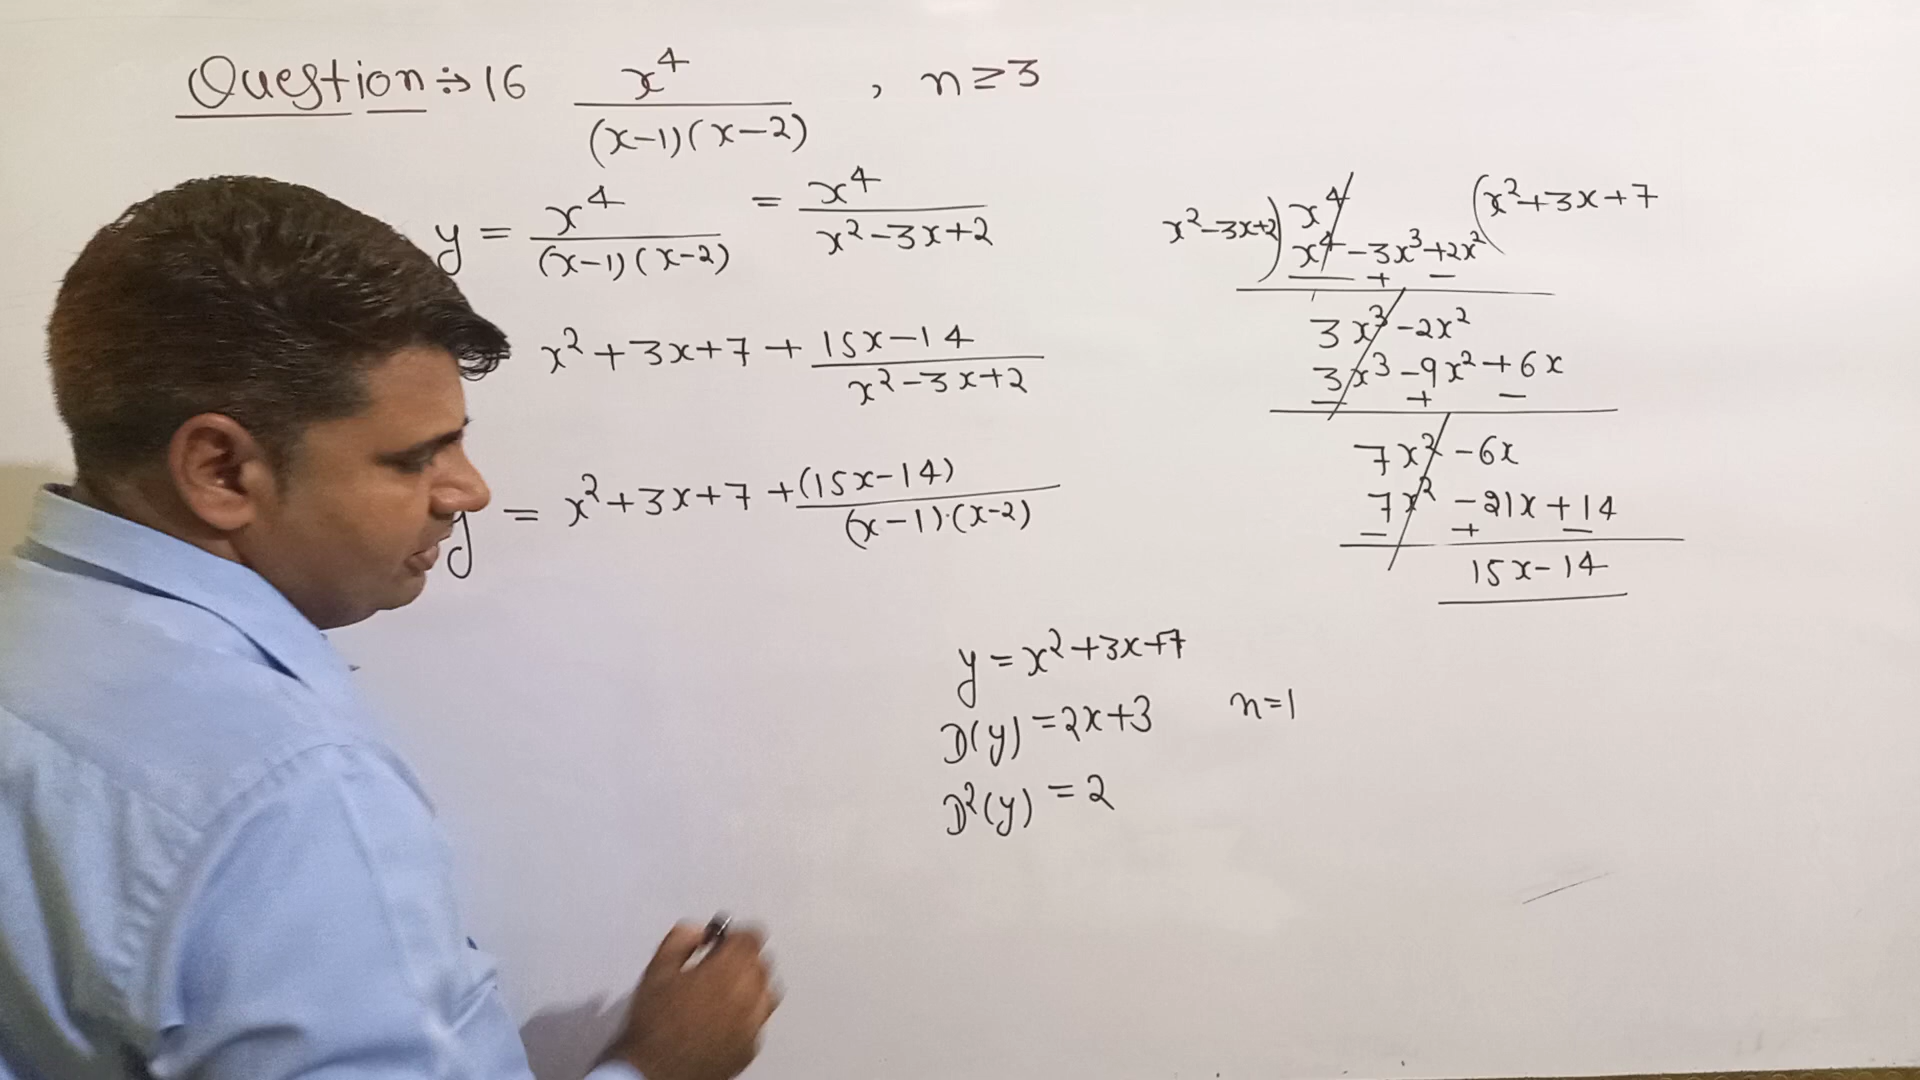 Question :→ 16 x⁴/((x-1)(x-2)) , n≥3
y = x⁴/((x-1)(x-2)) = x⁴/(x²-3x+2)
x²+3x+7 + (15x-14)/(x²-3x+2)
y = x²+3x+7 + (15x-14)/((x-1)·(x-2))
x²-3x+2 ) x⁴ ( x²+3x+7
x⁴ -3x³ +2x²
- + -
3x³ -2x²
3x³ -9x² +6x
- + -
7x² -6x
7x² -21x +14
- + -
15x-14
y = x²+3x+7
D(y) = 2x+3 n=1
D²(y) = 2